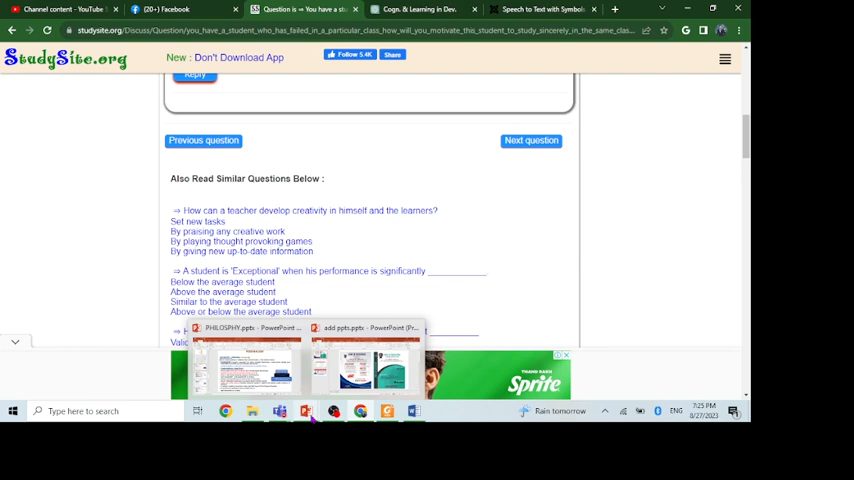 Channel content - YouTube S
(20+) Facebook
Question is ⇒ You have a stu
Cogn. & Learning in Dev.
Speech to Text with Symbols
studysite.org/Discuss/Question/you_have_a_student_who_has_failed_in_a_particular_class_how_will_you_motivate_this_student_to_study_sincerely_in_the_same_clas...
StudySite.org
New : Don't Download App
Follow 5.4K
Share
Reply
Previous question
Next question
Also Read Similar Questions Below :
⇒ How can a teacher develop creativity in himself and the learners?
Set new tasks
By praising any creative work
By playing thought provoking games
By giving new up-to-date information
⇒ A student is 'Exceptional' when his performance is significantly ____________.
Below the average student
Above the average student
Similar to the average student
Above or below the average student
PHILOSPHY.pptx - PowerPoint ...
add ppts.pptx - PowerPoint (Pr...
Sprite
Type here to search
Rain tomorrow
ENG
7:25 PM
8/27/2023